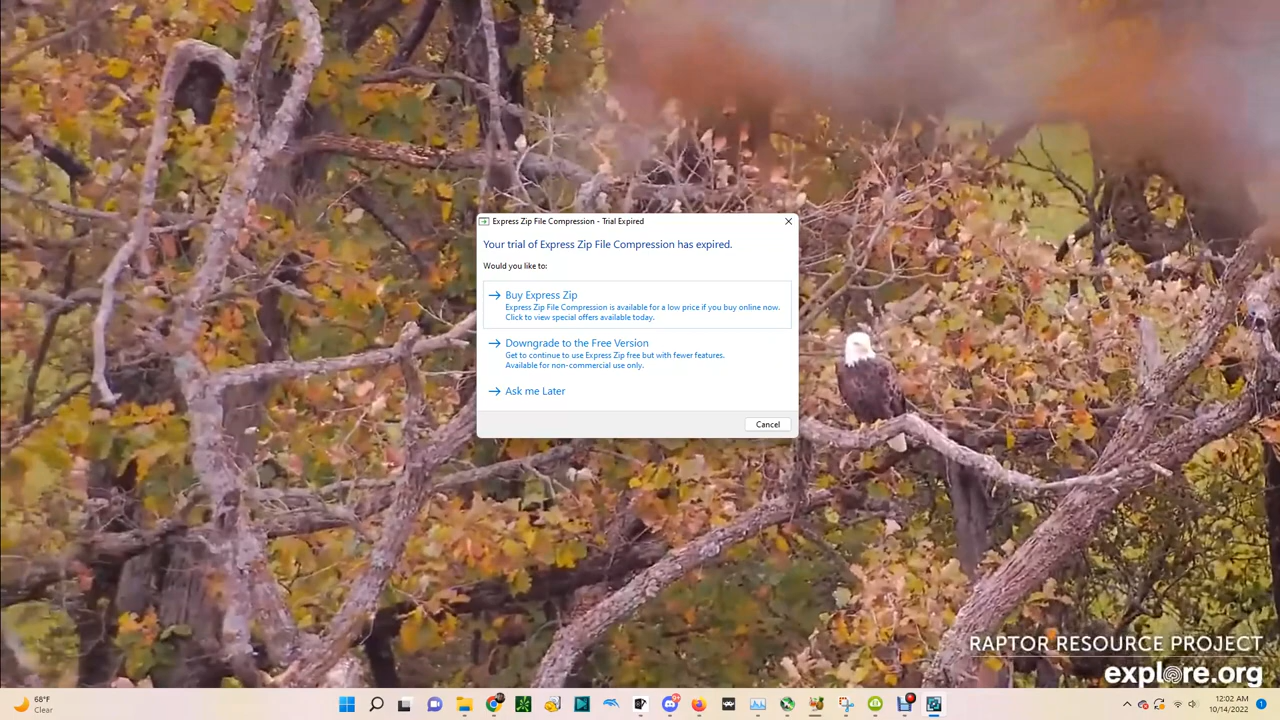 Express Zip File Compression - Trial Expired
Your trial of Express Zip File Compression has expired.
Would you like to:
Buy Express Zip
Express Zip File Compression is available for a low price if you buy online now.
Click to view special offers available today.
Downgrade to the Free Version
Get to continue to use Express Zip free but with fewer features.
Available for non-commercial use only.
Ask me Later
Cancel
RAPTOR RESOURCE PROJECT
explore.org
68°F
Clear
9+
12:02 AM
10/14/2022
1